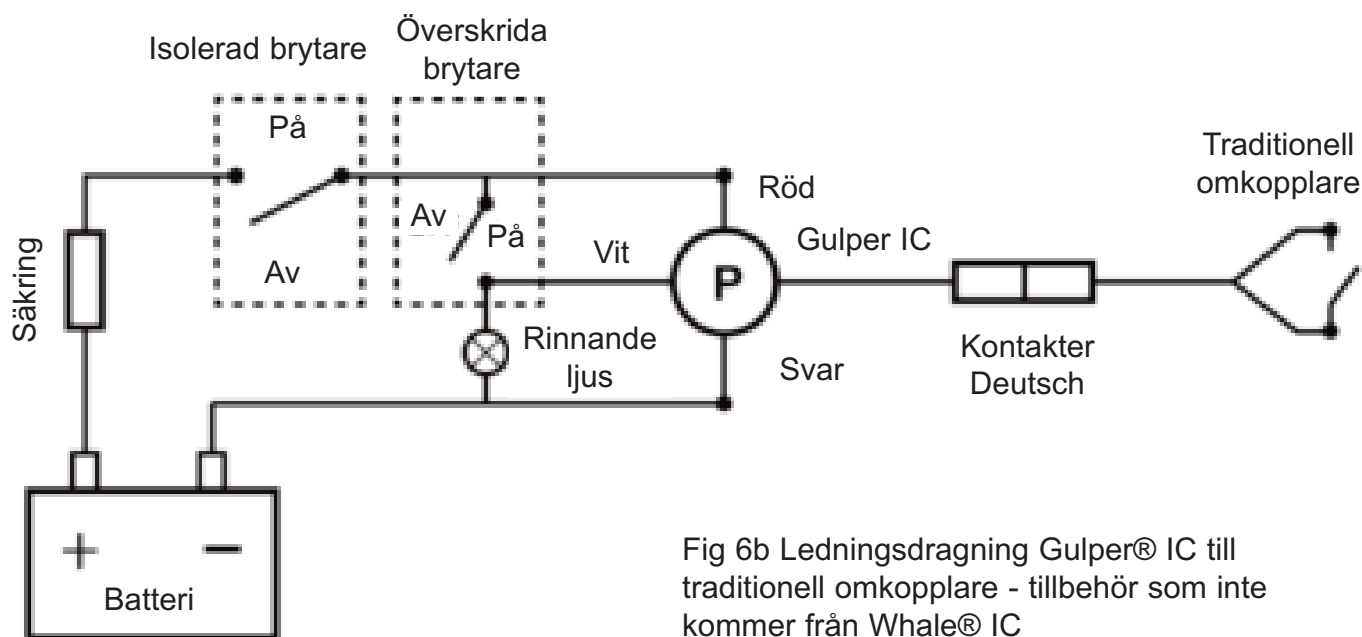 Isolerad brytare
Överskrida
brytare
På
Av
Av
På
Säkring
Vit
Röd
Gulper IC
P
Rinnande
ljus
Svar
Kontakter
Deutsch
Traditionell
omkopplare
+ −
Batteri
Fig 6b Ledningsdragning Gulper® IC till
traditionell omkopplare - tillbehör som inte
kommer från Whale® IC